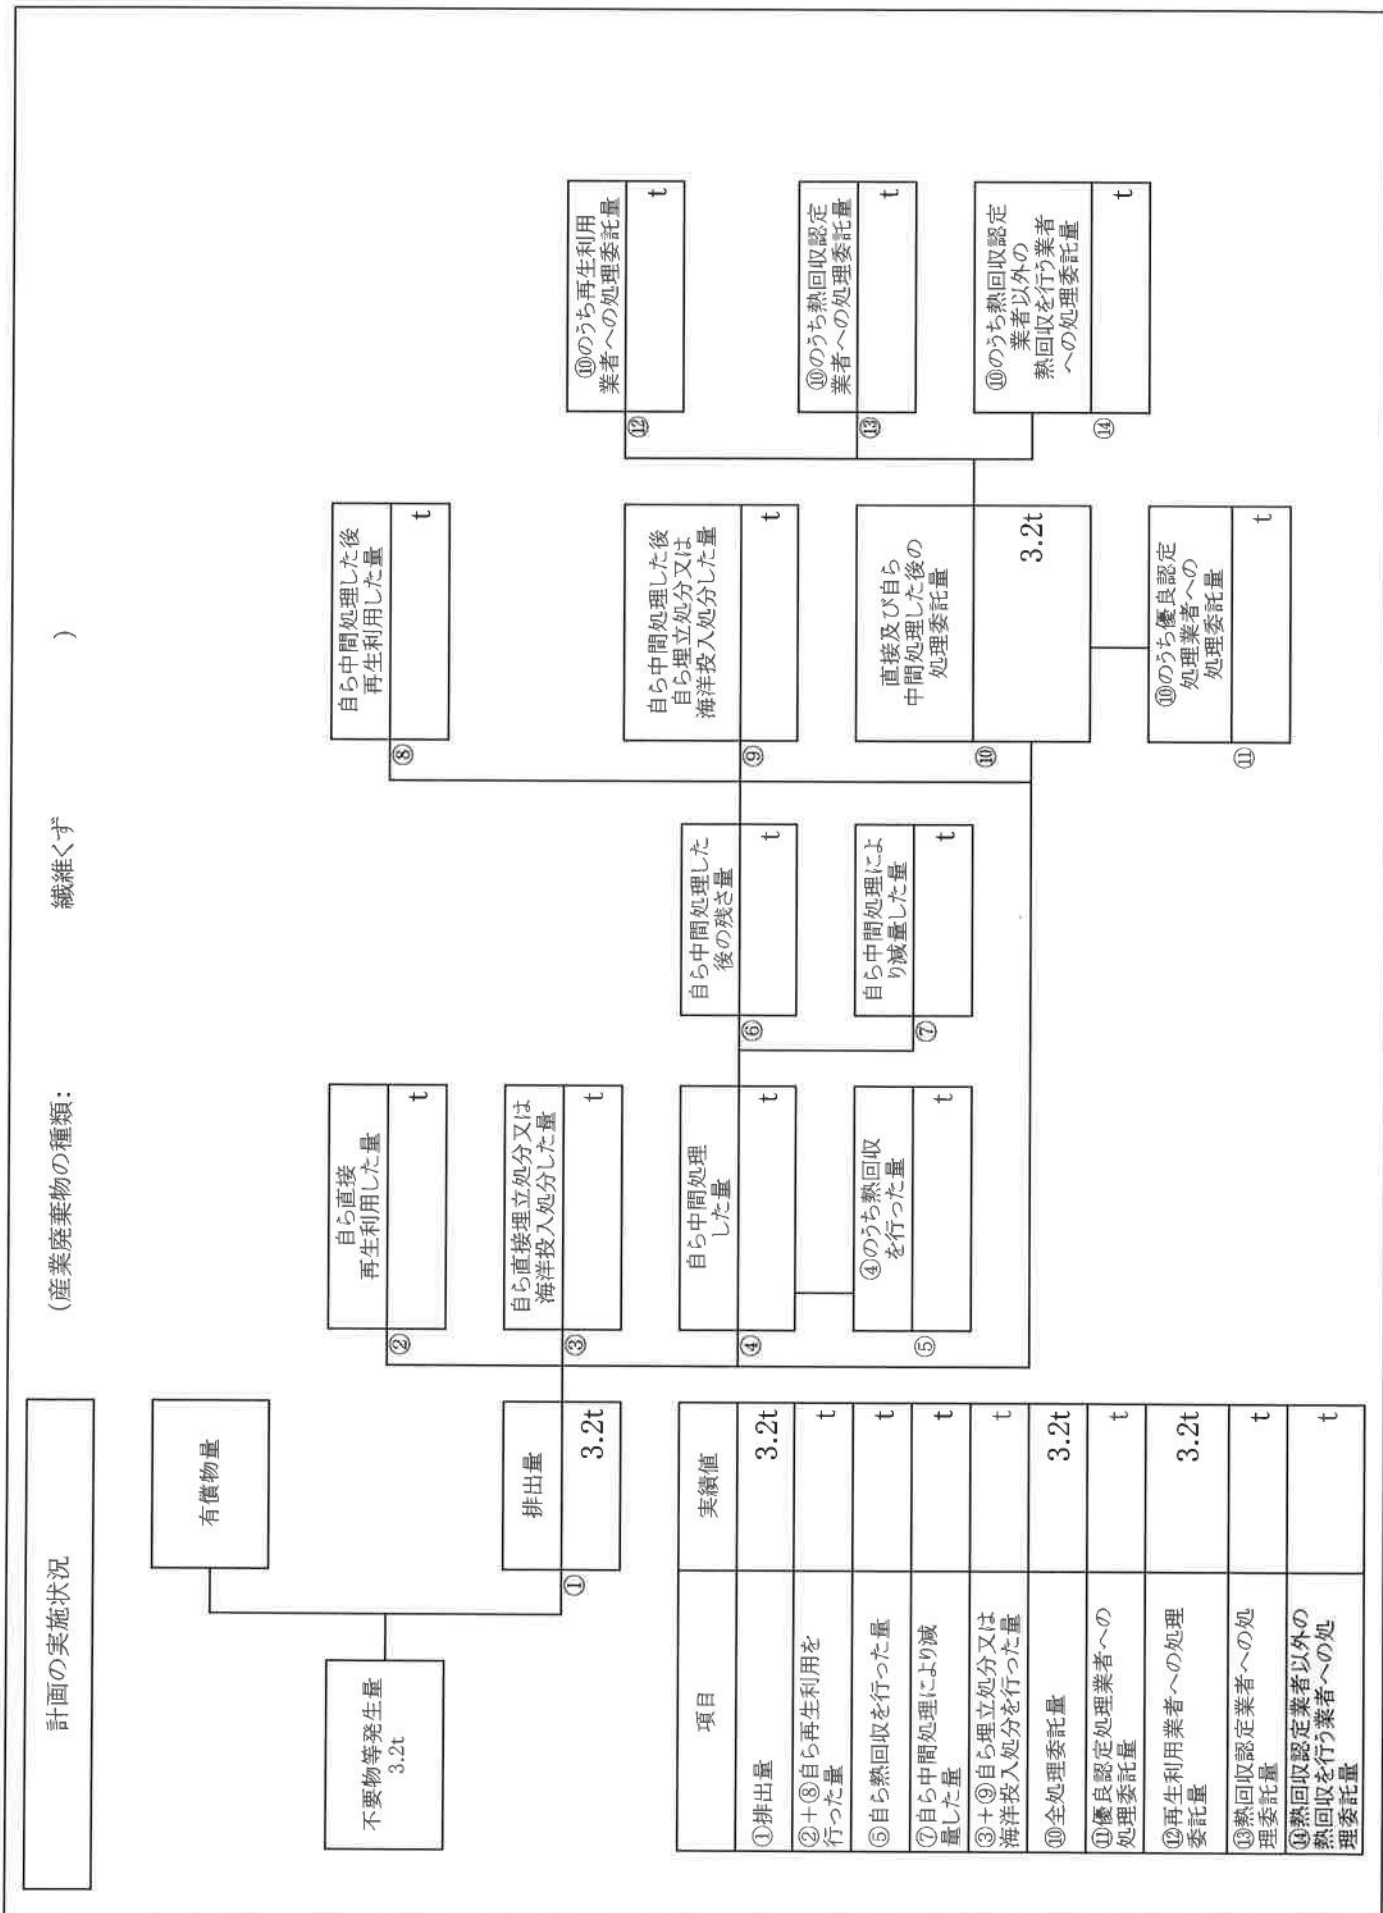 計画の実施状況
(産業廃棄物の種類: 繊維くず )
不要物等発生量
3.2t
有償物量
排出量
①
3.2t
自ら直接
再生利用した量
②
t
自ら直接埋立処分又は
海洋投入処分した量
③
t
自ら中間処理
した量
④
t
④のうち熱回収
を行った量
⑤
t
自ら中間処理した
後の残さ量
⑥
t
自ら中間処理によ
り減量した量
⑦
t
自ら中間処理した後
再生利用した量
⑧
t
自ら中間処理した後
自ら埋立処分又は
海洋投入処分した量
⑨
t
直接及び自ら
中間処理した後の
処理委託量
⑩
3.2t
⑩のうち優良認定
処理業者への
処理委託量
⑪
t
⑩のうち再生利用
業者への処理委託量
⑫
t
⑩のうち熱回収認定
業者への処理委託量
⑬
t
⑩のうち熱回収認定
業者以外の
熱回収を行う業者
への処理委託量
⑭
t
項目 実績値
①排出量 3.2t
②+⑧自ら再生利用を
行った量 t
⑤自ら熱回収を行った量 t
⑦自ら中間処理により減
量した量 t
③+⑨自ら埋立処分又は
海洋投入処分を行った量 t
⑩全処理委託量 3.2t
⑪優良認定処理業者への
処理委託量 t
⑫再生利用業者への処理
委託量 3.2t
⑬熱回収認定業者への処
理委託量 t
⑭熱回収認定業者以外の
熱回収を行う業者への処
理委託量 t